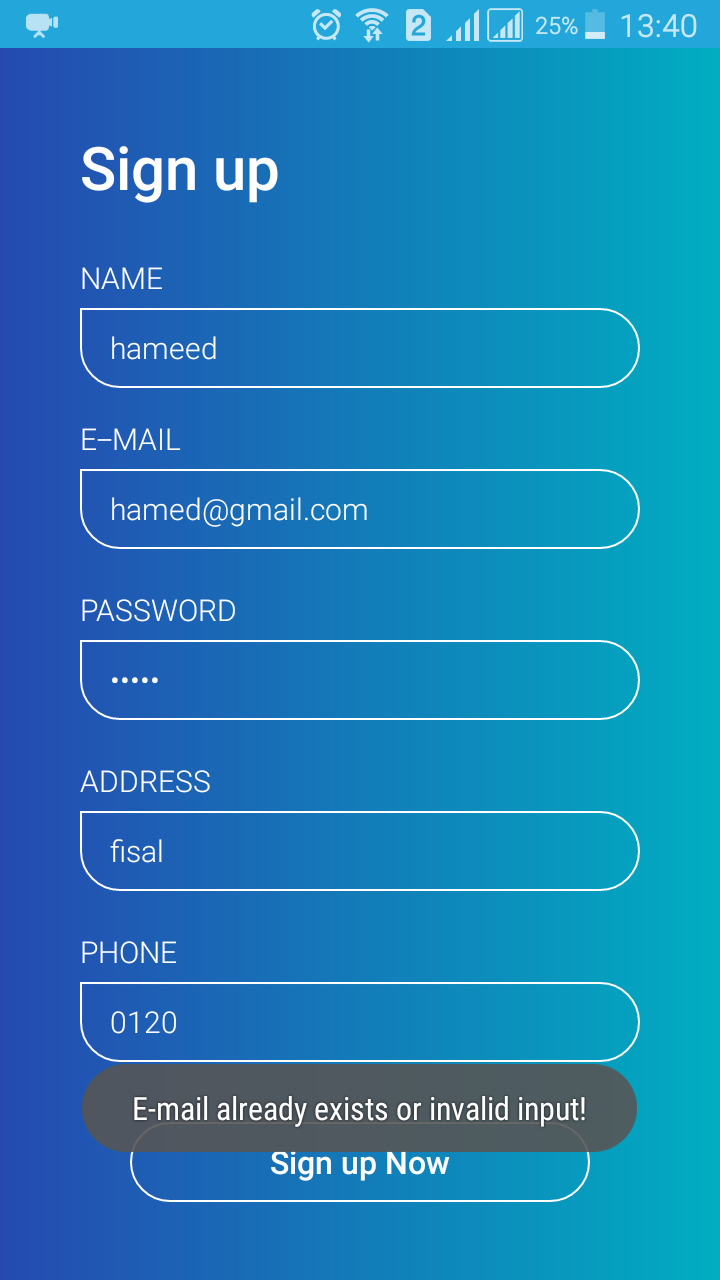 2 25% 13:40
Sign up
NAME
hameed
E-MAIL
hamed@gmail.com
PASSWORD
•••••
ADDRESS
fisal
PHONE
0120
E-mail already exists or invalid input!
Sign up Now